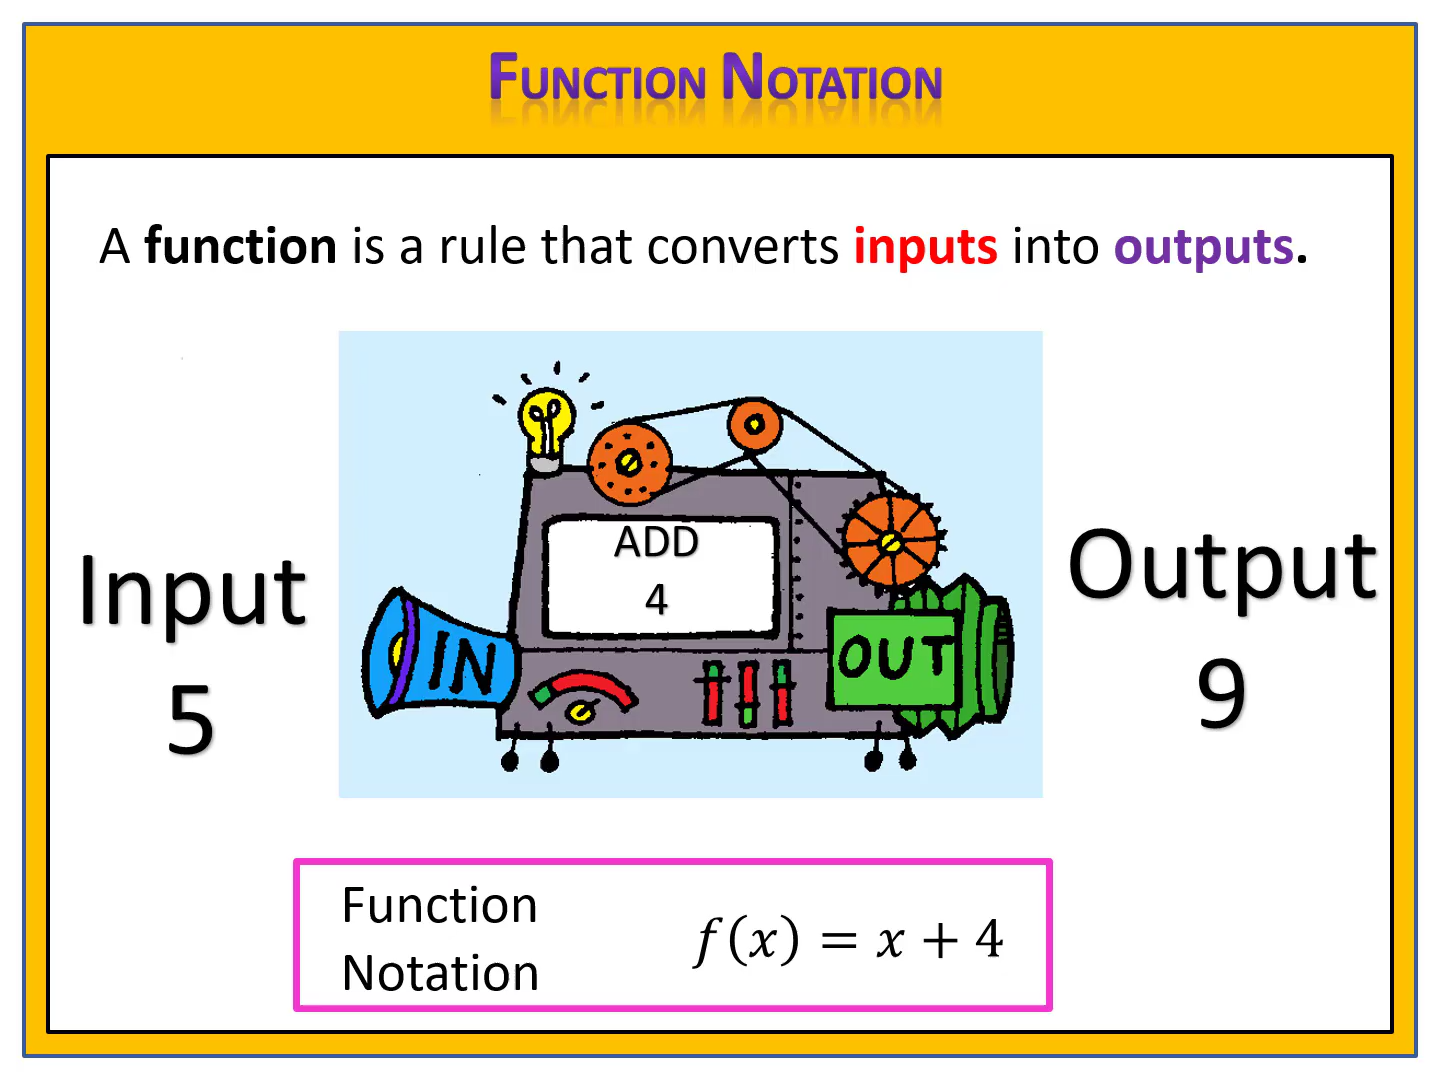 Function Notation
A function is a rule that converts inputs into outputs.
Input
5
ADD
4
IN
OUT
Output
9
Function
Notation
f(x) = x + 4